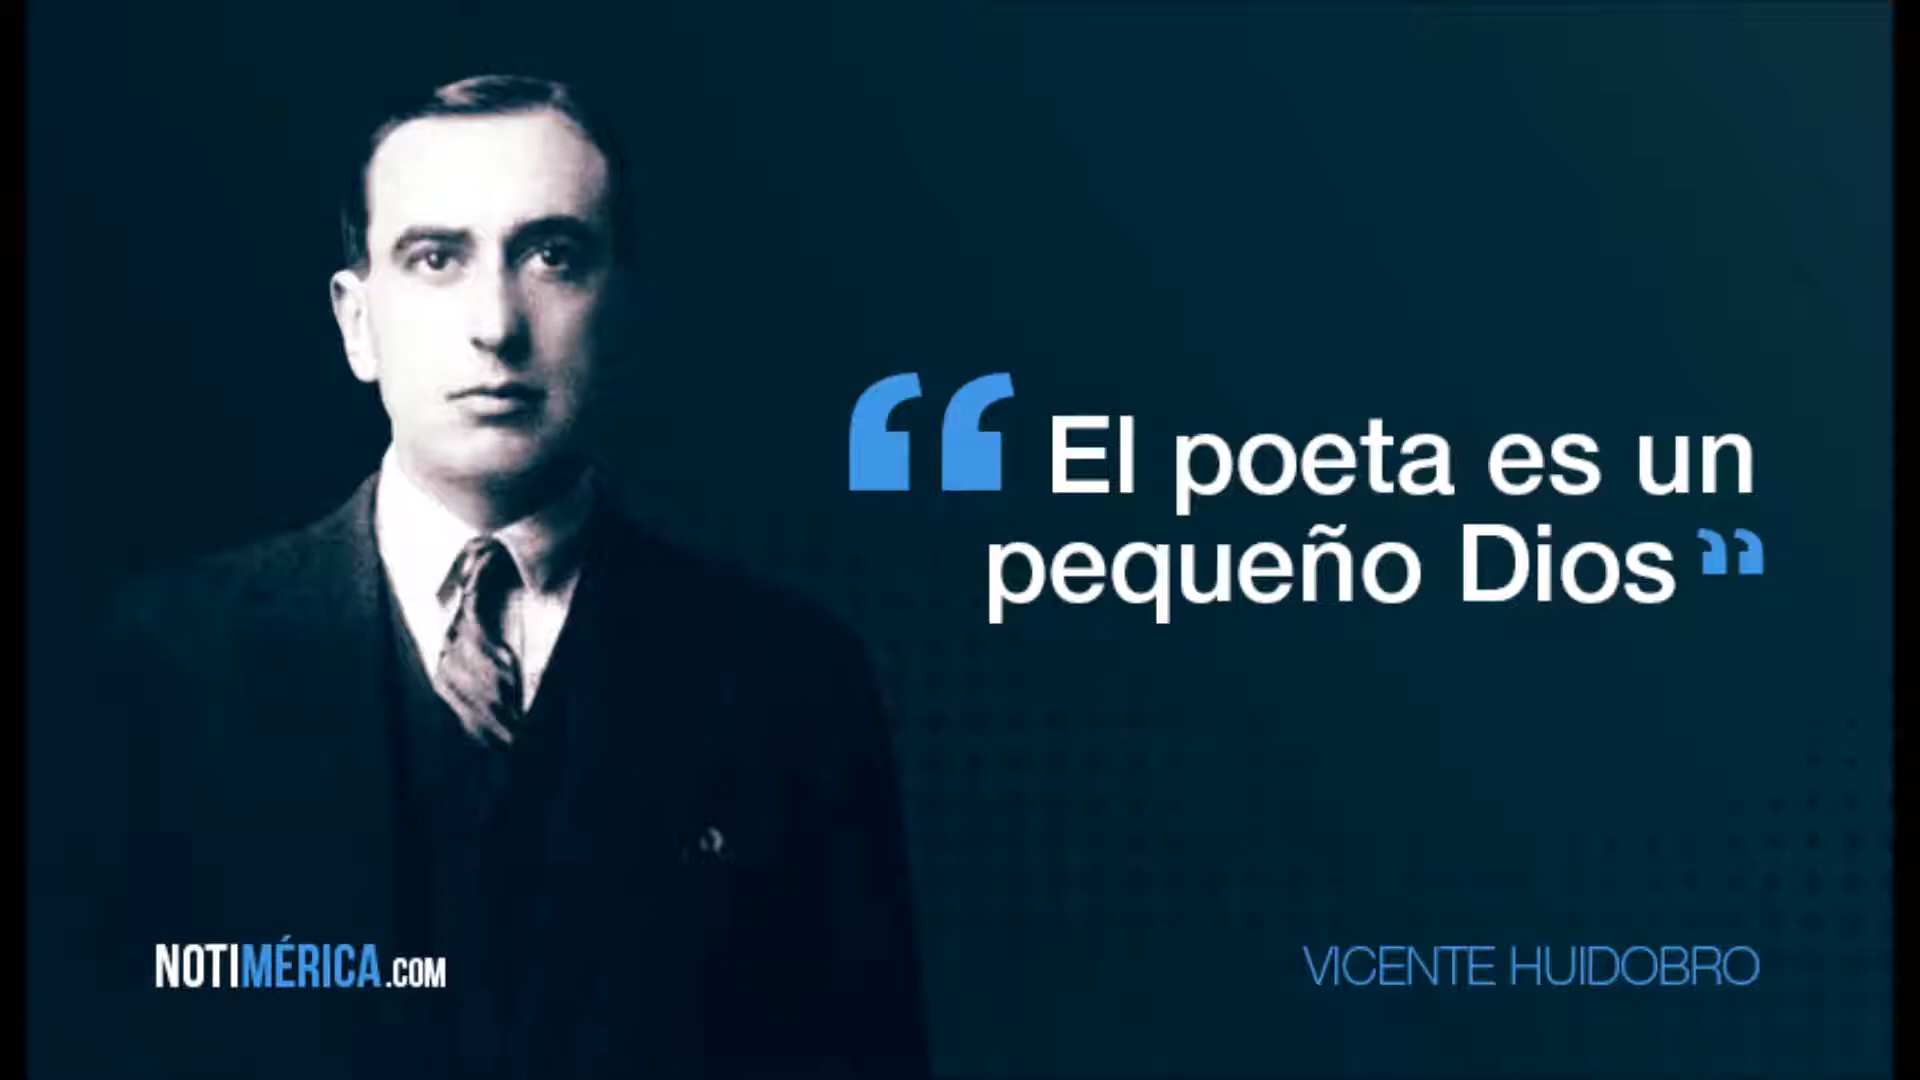 “El poeta es un
pequeño Dios”
NOTIMÉRICA.COM
VICENTE HUIDOBRO